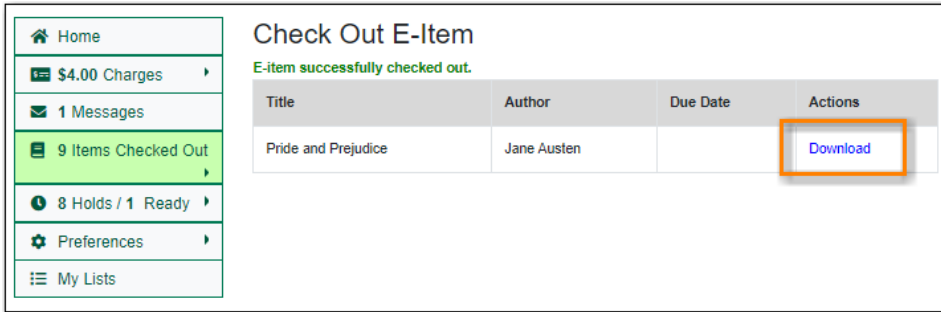 Home
$4.00 Charges
1 Messages
9 Items Checked Out
8 Holds / 1 Ready
Preferences
My Lists
Check Out E-Item
E-item successfully checked out.
Title Author Due Date Actions
Pride and Prejudice Jane Austen Download